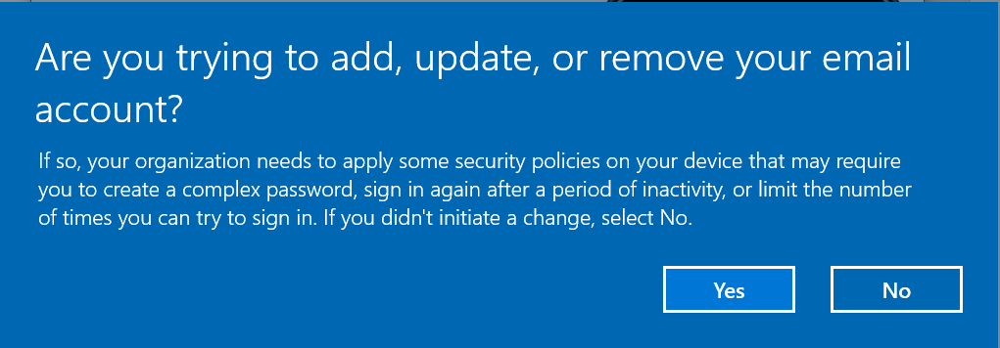 Are you trying to add, update, or remove your email
account?
If so, your organization needs to apply some security policies on your device that may require
you to create a complex password, sign in again after a period of inactivity, or limit the number
of times you can try to sign in. If you didn't initiate a change, select No.
Yes No